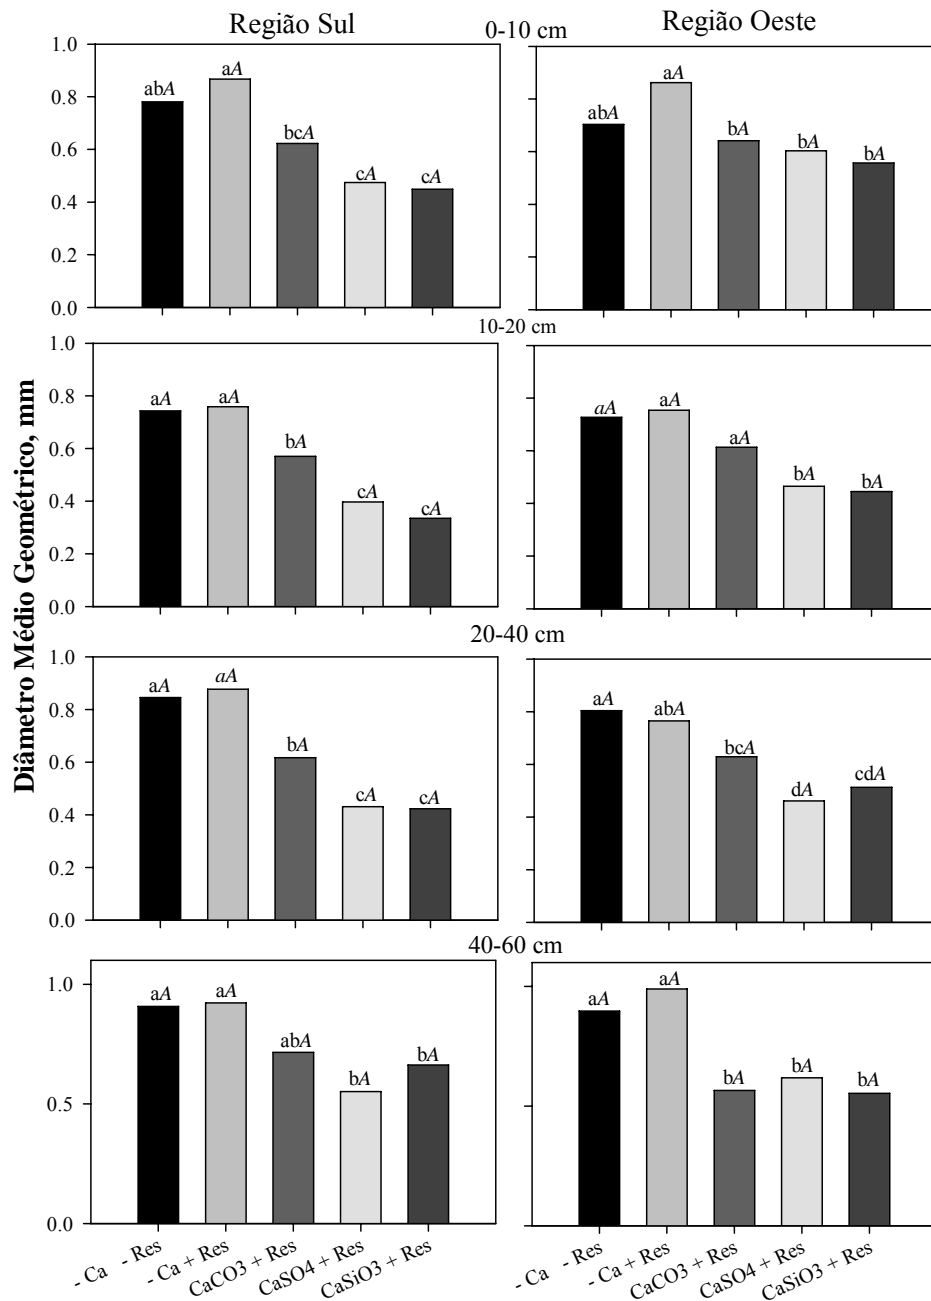 Região Sul
0-10 cm
Região Oeste
Diâmetro Médio Geométrico, mm
1.0
0.8
0.6
0.4
0.2
0.0
abA
aA
bcA
cA
cA
abA
aA
bA
bA
bA
10-20 cm
1.0
0.8
0.6
0.4
0.2
0.0
aA
aA
bA
cA
cA
aA
aA
aA
bA
bA
20-40 cm
1.0
0.8
0.6
0.4
0.2
0.0
aA
aA
bA
cA
cA
aA
abA
bcA
dA
cdA
40-60 cm
1.0
0.5
0.0
aA
aA
abA
bA
bA
aA
aA
bA
bA
bA
- Ca - Res
- Ca + Res
CaCO3 + Res
CaSO4 + Res
CaSiO3 + Res
- Ca - Res
- Ca + Res
CaCO3 + Res
CaSO4 + Res
CaSiO3 + Res